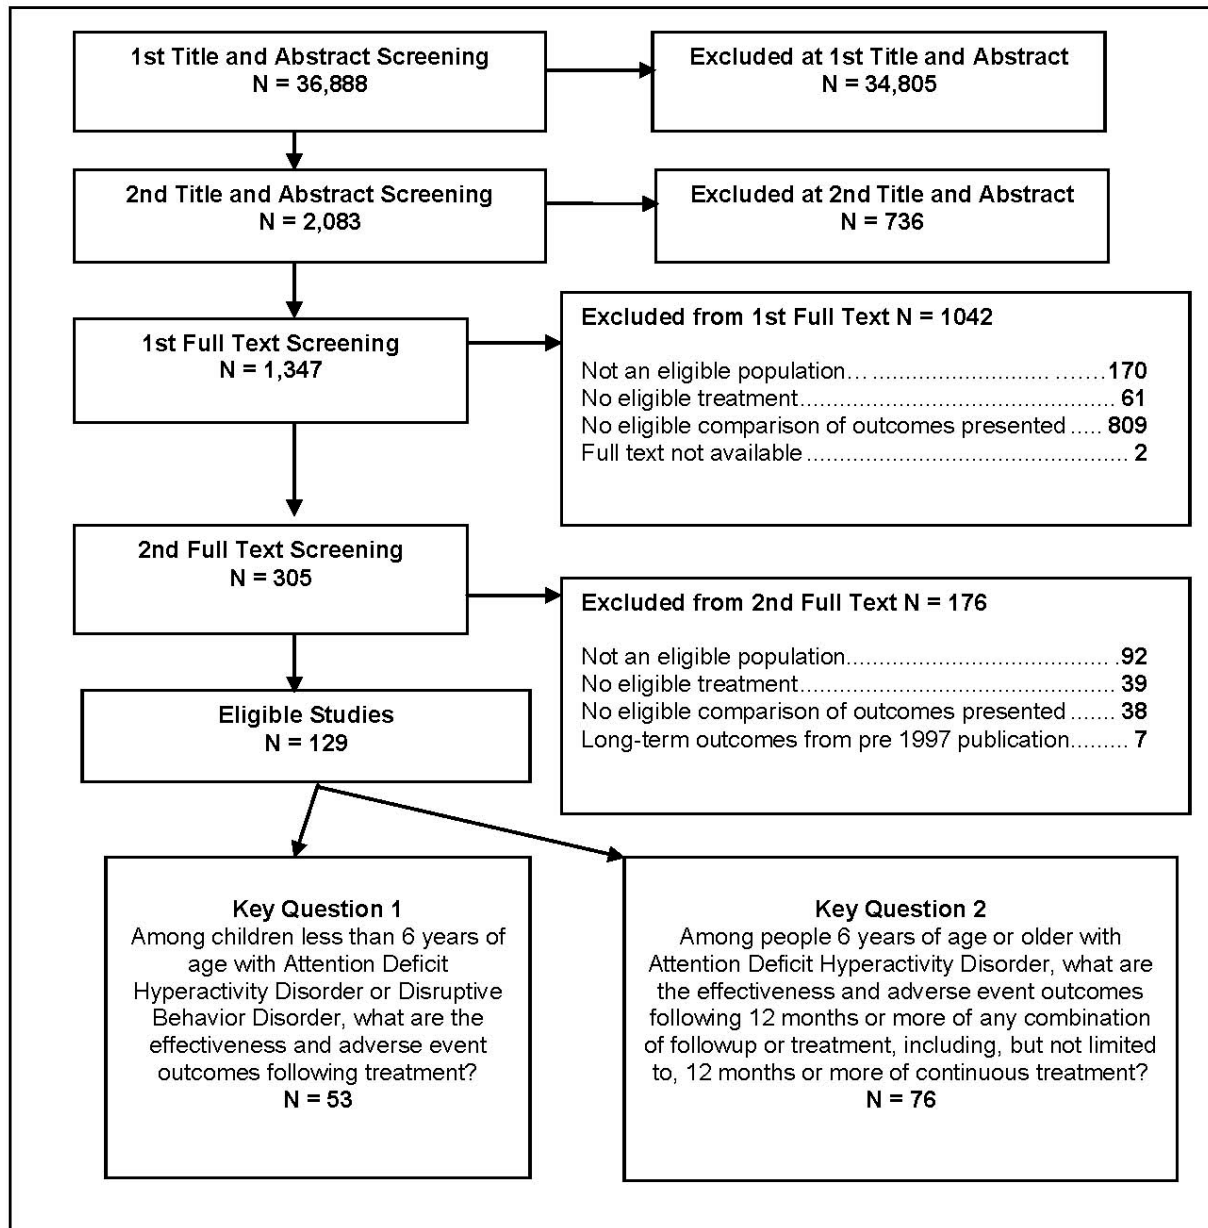 1st Title and Abstract Screening
N = 36,888
Excluded at 1st Title and Abstract
N = 34,805
2nd Title and Abstract Screening
N = 2,083
Excluded at 2nd Title and Abstract
N = 736
1st Full Text Screening
N = 1,347
Excluded from 1st Full Text N = 1042
Not an eligible population… ........................... .......170
No eligible treatment................................................ 61
No eligible comparison of outcomes presented ..... 809
Full text not available ............................................. 2
2nd Full Text Screening
N = 305
Excluded from 2nd Full Text N = 176
Not an eligible population........................................ .92
No eligible treatment................................................ 39
No eligible comparison of outcomes presented ....... 38
Long-term outcomes from pre 1997 publication......... 7
Eligible Studies
N = 129
Key Question 1
Among children less than 6 years of
age with Attention Deficit
Hyperactivity Disorder or Disruptive
Behavior Disorder, what are the
effectiveness and adverse event
outcomes following treatment?
N = 53
Key Question 2
Among people 6 years of age or older with
Attention Deficit Hyperactivity Disorder, what are
the effectiveness and adverse event outcomes
following 12 months or more of any combination
of followup or treatment, including, but not limited
to, 12 months or more of continuous treatment?
N = 76